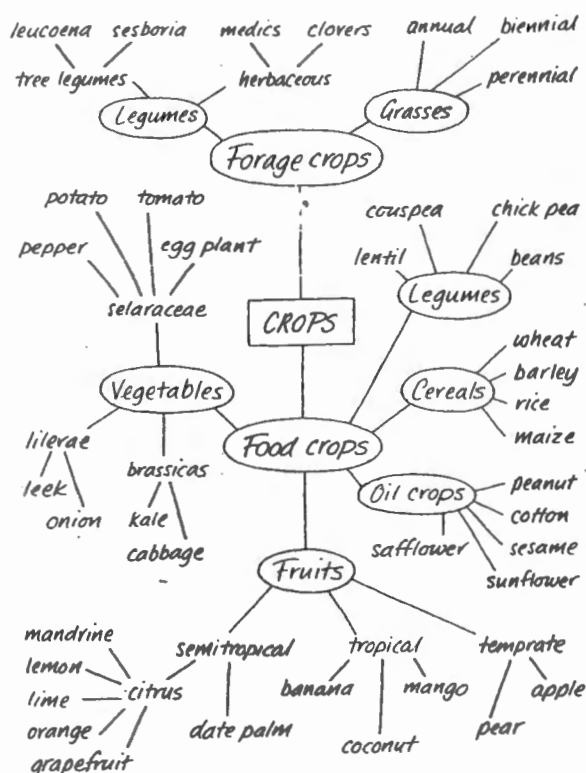 leucoena sesboria medics clovers annual biennial
tree legumes herbaceous perennial
Legumes Grasses
Forage crops
potato tomato couspea chick pea
pepper egg plant lentil beans
Legumes
selaraceae CROPS
wheat
Vegetables Cereals barley
rice
lilerae Food crops maize
brassicas peanut
leek Oil crops cotton
onion kale safflower sesame
cabbage sunflower
Fruits
mandrine semitropical tropical temprate
lemon
lime citrus banana mango apple
orange date palm pear
grapefruit coconut